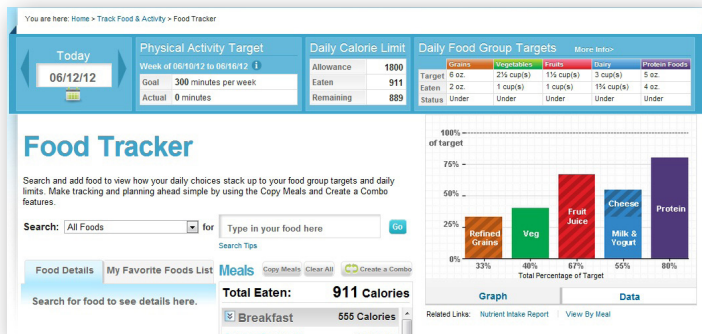 You are here: Home > Track Food & Activity > Food Tracker
Today
06/12/12
Physical Activity Target
Week of 06/10/12 to 06/16/12
Goal 300 minutes per week
Actual 0 minutes
Daily Calorie Limit
Allowance 1800
Eaten 911
Remaining 889
Daily Food Group Targets More Info>
Grains Vegetables Fruits Dairy Protein Foods
Target 6 oz. 2½ cup(s) 1½ cup(s) 3 cup(s) 5 oz.
Eaten 2 oz. 1 cup(s) 1 cup(s) 1¾ cup(s) 4 oz.
Status Under Under Under Under Under
Food Tracker
Search and add food to view how your daily choices stack up to your food group targets and daily
limits. Make tracking and planning ahead simple by using the Copy Meals and Create a Combo
features.
Search: All Foods for Type in your food here Go
Search Tips
Food Details My Favorite Foods List
Search for food to see details here.
Meals Copy Meals Clear All Create a Combo
Total Eaten: 911 Calories
Breakfast 555 Calories
100%
of target
75%
50%
25%
0%
Refined
Grains
Veg
Fruit
Juice
Cheese
Milk &
Yogurt
Protein
33% 40% 67% 55% 80%
Total Percentage of Target
Graph Data
Related Links: Nutrient Intake Report | View By Meal